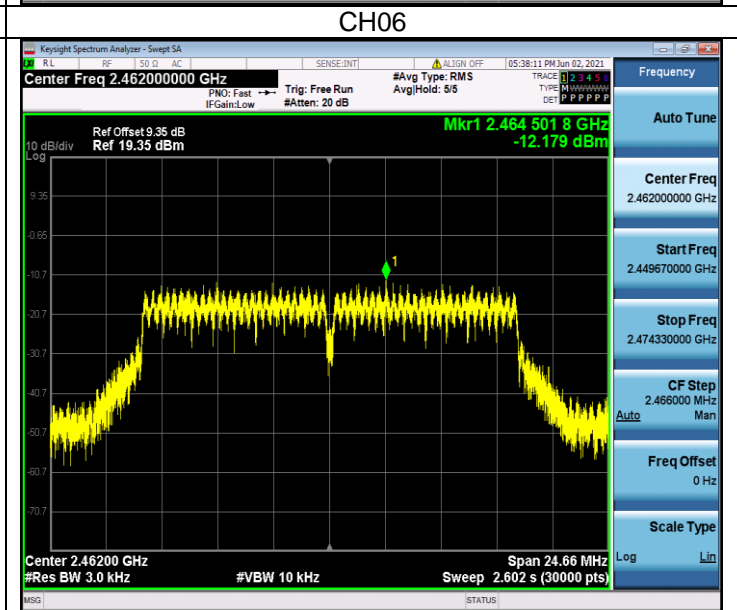 CH06
Keysight Spectrum Analyzer - Swept SA
RL RF 50 Ω AC SENSE:INT ALIGN OFF 05:38:11 PM Jun 02, 2021
Center Freq 2.462000000 GHz
PNO: Fast
IFGain:Low
Trig: Free Run
#Atten: 20 dB
#Avg Type: RMS
Avg|Hold: 5/5
TRACE 1 2 3 4 5 6
TYPE M W W W W W
DET P P P P P P
Ref Offset 9.35 dB
10 dB/div Ref 19.35 dBm
Log
Mkr1 2.464 501 8 GHz
-12.179 dBm
9.35
-0.65
-10.7
-20.7
-30.7
-40.7
-50.7
-60.7
-70.7
1
Center 2.46200 GHz Span 24.66 MHz
#Res BW 3.0 kHz #VBW 10 kHz Sweep 2.602 s (30000 pts)
MSG STATUS
Frequency
Auto Tune
Center Freq
2.462000000 GHz
Start Freq
2.449670000 GHz
Stop Freq
2.474330000 GHz
CF Step
2.466000 MHz
Auto Man
Freq Offset
0 Hz
Scale Type
Log Lin